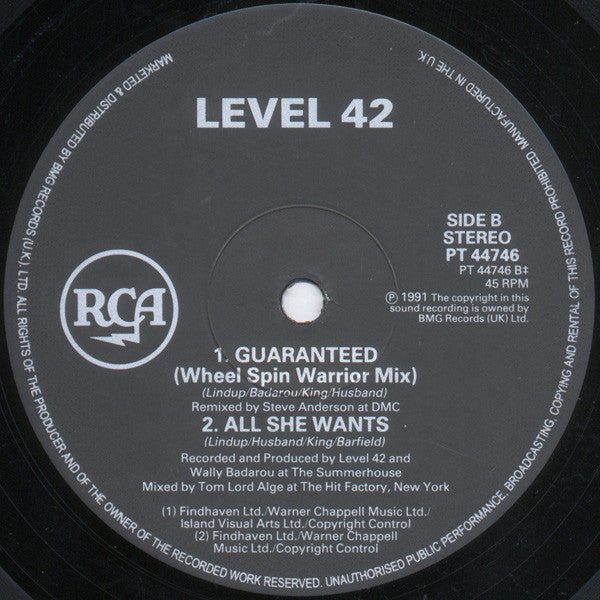 LEVEL 42
SIDE B
STEREO
PT 44746
PT 44746 B‡
45 RPM
Ⓟ 1991 The copyright in this
sound recording is owned by
BMG Records (UK) Ltd.
RCA
1. GUARANTEED
(Wheel Spin Warrior Mix)
(Lindup/Badarou/King/Husband)
Remixed by Steve Anderson at DMC
2. ALL SHE WANTS
(Lindup/Husband/King/Barfield)
Recorded and Produced by Level 42 and
Wally Badarou at The Summerhouse
Mixed by Tom Lord Alge at The Hit Factory, New York
(1) Findhaven Ltd./Warner Chappell Music Ltd./
Island Visual Arts Ltd./Copyright Control
(2) Findhaven Ltd./Warner Chappell
Music Ltd./Copyright Control
MARKETED & DISTRIBUTED BY BMG RECORDS (U.K.) LTD. ALL RIGHTS OF THE PRODUCER AND OF THE OWNER OF THE RECORDED WORK RESERVED. UNAUTHORISED PUBLIC PERFORMANCE, BROADCASTING, COPYING AND RENTAL OF THIS RECORD PROHIBITED. MANUFACTURED IN THE U.K.